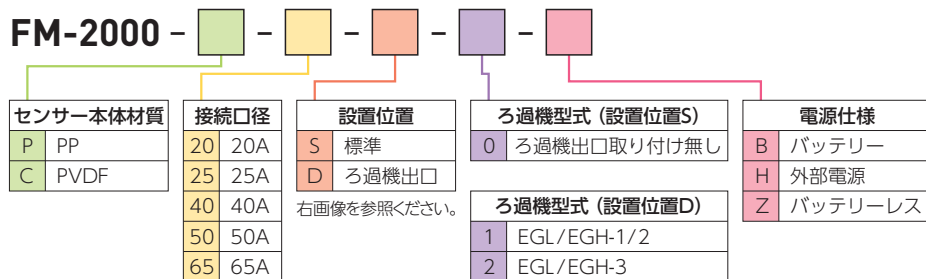 FM-2000 - - - - -
センサー本体材質
P PP
C PVDF
接続口径
20 20A
25 25A
40 40A
50 50A
65 65A
設置位置
S 標準
D ろ過機出口
右画像を参照ください。
ろ過機型式（設置位置S）
0 ろ過機出口取り付け無し
ろ過機型式（設置位置D）
1 EGL/EGH-1/2
2 EGL/EGH-3
電源仕様
B バッテリー
H 外部電源
Z バッテリーレス